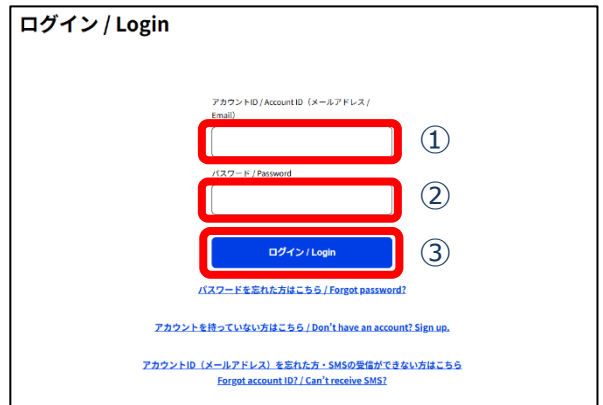 ログイン / Login
アカウントID / Account ID（メールアドレス /
Email）
①
パスワード / Password
②
ログイン / Login
③
パスワードを忘れた方はこちら / Forgot password?
アカウントを持っていない方はこちら / Don't have an account? Sign up.
アカウントID（メールアドレス）を忘れた方・SMSの受信ができない方はこちら
Forgot account ID? / Can't receive SMS?